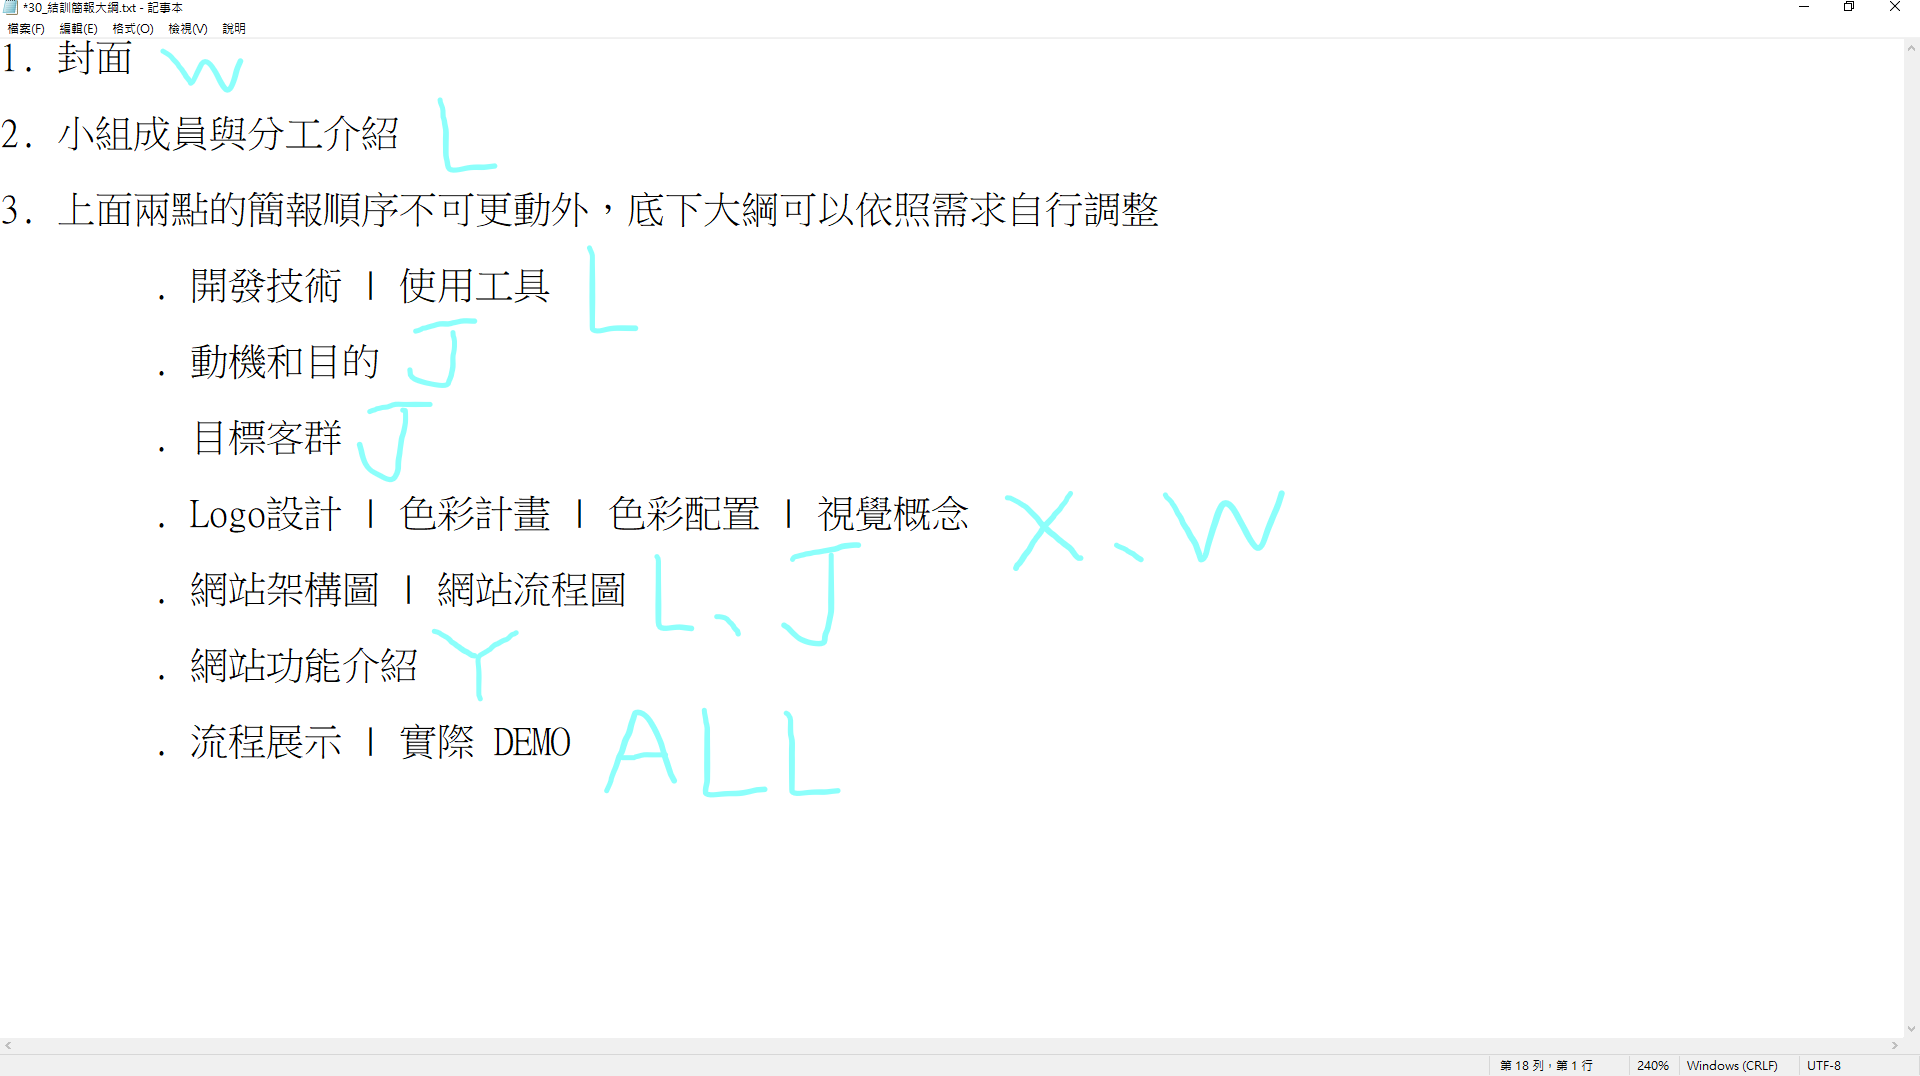 *30_結訓簡報大綱.txt - 記事本
檔案(F) 編輯(E) 格式(O) 檢視(V) 說明
1. 封面 W
2. 小組成員與分工介紹 L
3. 上面兩點的簡報順序不可更動外，底下大綱可以依照需求自行調整
. 開發技術 | 使用工具 L
. 動機和目的 J
. 目標客群 J
. Logo設計 | 色彩計畫 | 色彩配置 | 視覺概念 X、W
. 網站架構圖 | 網站流程圖 L、J
. 網站功能介紹 Y
. 流程展示 | 實際 DEMO ALL
第 18 列，第 1 行 240% Windows (CRLF) UTF-8